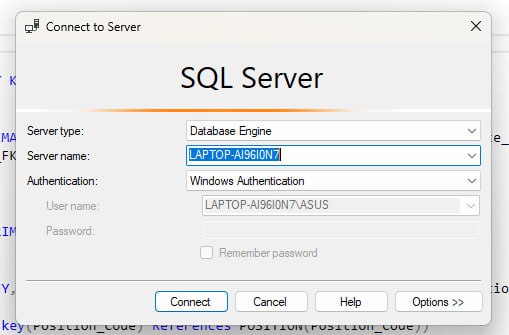 Connect to Server
SQL Server
Server type: Database Engine
Server name: LAPTOP-AI96I0N7
Authentication: Windows Authentication
User name: LAPTOP-AI96I0N7\ASUS
Password:
Remember password
Connect Cancel Help Options >>
key(Position_Code) References POSITION(Position_Code))